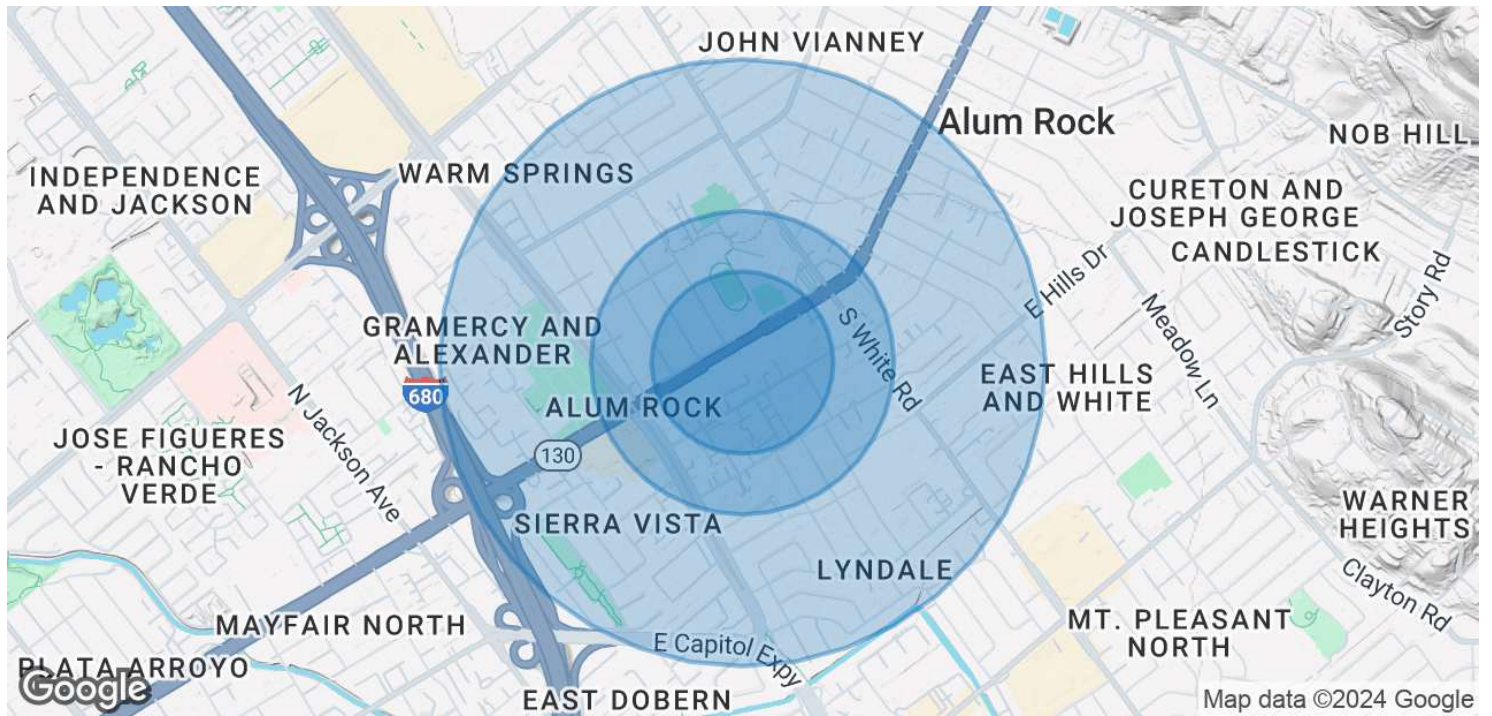 JOHN VIANNEY
Alum Rock
NOB HILL
INDEPENDENCE
AND JACKSON
WARM SPRINGS
CURETON AND
JOSEPH GEORGE
CANDLESTICK
E Hills Dr
Story Rd
Meadow Ln
GRAMERCY AND
ALEXANDER
S White Rd
680
N Jackson Ave
ALUM ROCK
EAST HILLS
AND WHITE
JOSE FIGUERES
- RANCHO
VERDE
130
WARNER
HEIGHTS
SIERRA VISTA
LYNDALE
Clayton Rd
MAYFAIR NORTH
E Capitol Expy
MT. PLEASANT
NORTH
PLATA ARROYO
Google
EAST DOBERN
Map data ©2024 Google